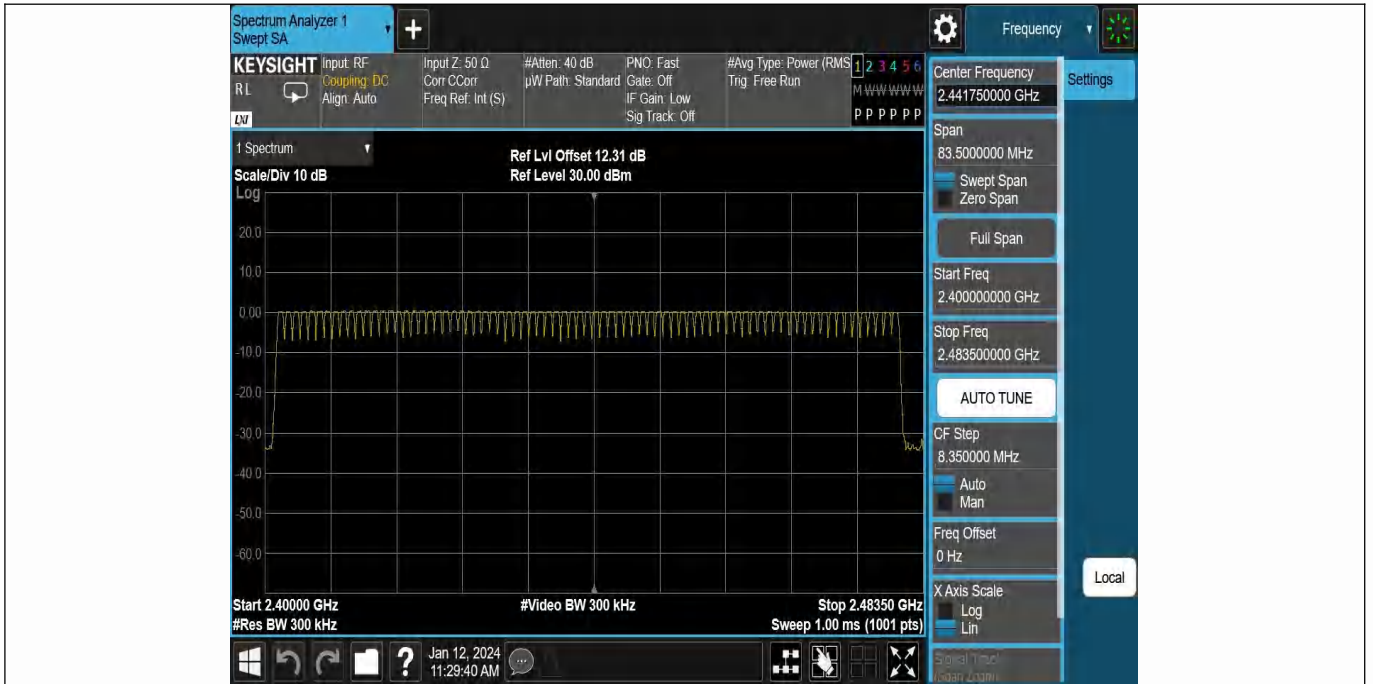 Spectrum Analyzer 1
Swept SA
+
Frequency
KEYSIGHT
RL
LXI
Input: RF
Coupling: DC
Align: Auto
Input Z: 50 Ω
Corr CCorr
Freq Ref: Int (S)
#Atten: 40 dB
µW Path: Standard
PNO: Fast
Gate: Off
IF Gain: Low
Sig Track: Off
#Avg Type: Power (RMS
Trig: Free Run
1 2 3 4 5 6
M W W W W W
P P P P P P
1 Spectrum
Scale/Div 10 dB
Ref Lvl Offset 12.31 dB
Ref Level 30.00 dBm
Log
20.0
10.0
0.00
-10.0
-20.0
-30.0
-40.0
-50.0
-60.0
Start 2.40000 GHz
#Res BW 300 kHz
#Video BW 300 kHz
Stop 2.48350 GHz
Sweep 1.00 ms (1001 pts)
Jan 12, 2024
11:29:40 AM
?
Center Frequency
2.441750000 GHz
Settings
Span
83.5000000 MHz
Swept Span
Zero Span
Full Span
Start Freq
2.400000000 GHz
Stop Freq
2.483500000 GHz
AUTO TUNE
CF Step
8.350000 MHz
Auto
Man
Freq Offset
0 Hz
X Axis Scale
Log
Lin
Signal Track
(Span Zoom)
Local